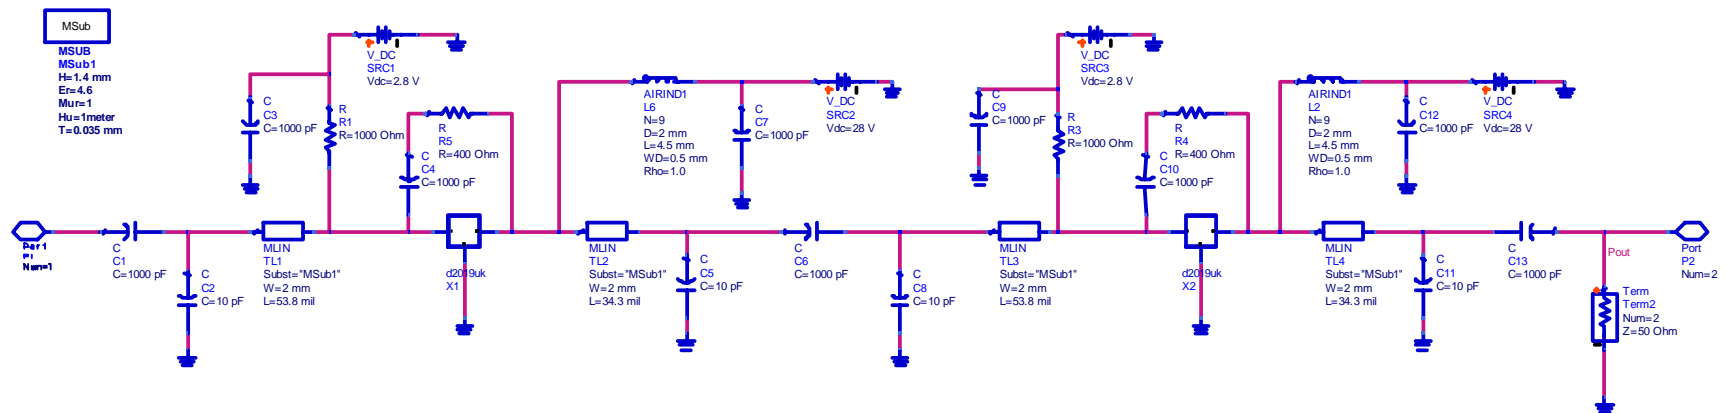 MSub
MSUB
MSub1
H=1.4 mm
Er=4.6
Mur=1
Hu=1meter
T=0.035 mm
C
C3
C=1000 pF
R
R1
R=1000 Ohm
V_DC
SRC1
Vdc=2.8 V
R
R5
R=400 Ohm
C
C4
C=1000 pF
AIRIND1
L6
N=9
D=2 mm
L=4.5 mm
WD=0.5 mm
Rho=1.0
C
C7
C=1000 pF
V_DC
SRC2
Vdc=28 V
C
C9
C=1000 pF
R
R3
R=1000 Ohm
V_DC
SRC3
Vdc=2.8 V
R
R4
R=400 Ohm
C
C10
C=1000 pF
AIRIND1
L2
N=9
D=2 mm
L=4.5 mm
WD=0.5 mm
Rho=1.0
C
C12
C=1000 pF
V_DC
SRC4
Vdc=28 V
Num=1
C
C1
C=1000 pF
C
C2
C=10 pF
MLIN
TL1
Subst="MSub1"
W=2 mm
L=53.8 mil
d2019uk
X1
MLIN
TL2
Subst="MSub1"
W=2 mm
L=34.3 mil
C
C5
C=10 pF
C
C6
C=1000 pF
C
C8
C=10 pF
MLIN
TL3
Subst="MSub1"
W=2 mm
L=53.8 mil
d2019uk
X2
MLIN
TL4
Subst="MSub1"
W=2 mm
L=34.3 mil
C
C11
C=10 pF
C
C13
C=1000 pF
Pout
Term
Term2
Num=2
Z=50 Ohm
Port
P2
Num=2